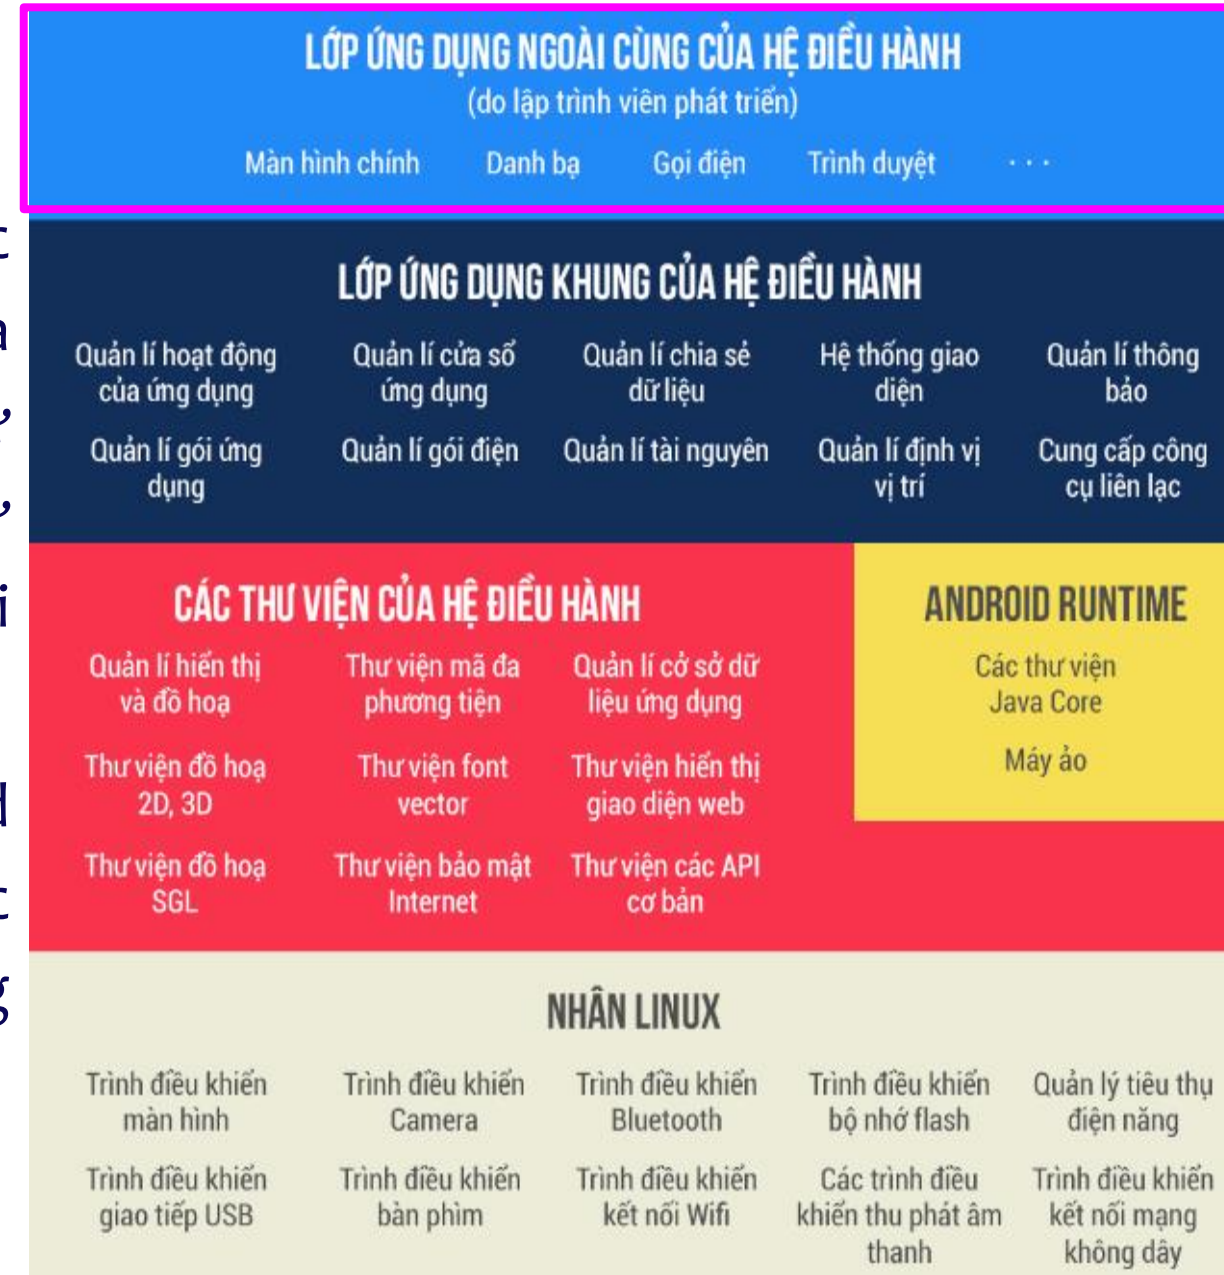 LỚP ỨNG DỤNG NGOÀI CÙNG CỦA HỆ ĐIỀU HÀNH
(do lập trình viên phát triển)
Màn hình chính Danh bạ Gọi điện Trình duyệt ...
LỚP ỨNG DỤNG KHUNG CỦA HỆ ĐIỀU HÀNH
Quản lí hoạt động của ứng dụng
Quản lí cửa sổ ứng dụng
Quản lí chia sẻ dữ liệu
Hệ thống giao diện
Quản lí thông báo
Quản lí gói ứng dụng
Quản lí gói điện
Quản lí tài nguyên
Quản lí định vị vị trí
Cung cấp công cụ liên lạc
CÁC THƯ VIỆN CỦA HỆ ĐIỀU HÀNH
Quản lí hiển thị và đồ hoạ
Thư viện mã đa phương tiện
Quản lí cở sở dữ liệu ứng dụng
Thư viện đồ hoạ 2D, 3D
Thư viện font vector
Thư viện hiển thị giao diện web
Thư viện đồ hoạ SGL
Thư viện bảo mật Internet
Thư viện các API cơ bản
ANDROID RUNTIME
Các thư viện
Java Core
Máy ảo
NHÂN LINUX
Trình điều khiển màn hình
Trình điều khiển Camera
Trình điều khiển Bluetooth
Trình điều khiển bộ nhớ flash
Quản lý tiêu thụ điện năng
Trình điều khiển giao tiếp USB
Trình điều khiển bàn phìm
Trình điều khiển kết nối Wifi
Các trình điều khiển thu phát âm thanh
Trình điều khiển kết nối mạng không dây